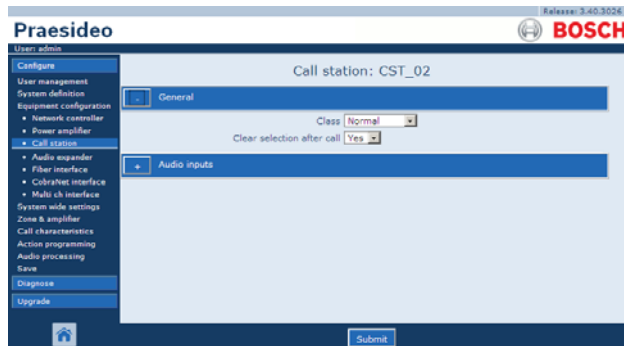 Release: 3.40.3026
Praesideo
BOSCH
User: admin
Configure
User management
System definition
Equipment configuration
Network controller
Power amplifier
Call station
Audio expander
Fiber interface
CobraNet interface
Multi ch interface
System wide settings
Zone & amplifier
Call characteristics
Action programming
Audio processing
Save
Diagnose
Upgrade
Call station: CST_02
- General
Class Normal
Clear selection after call Yes
+ Audio inputs
Submit